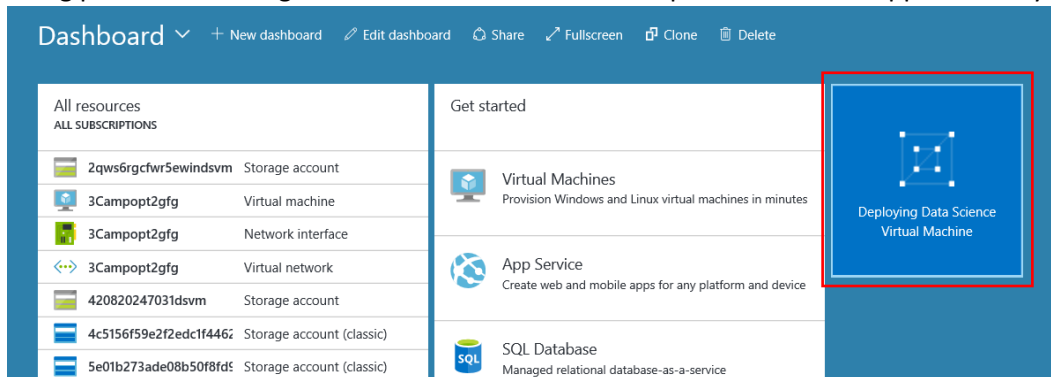 Dashboard New dashboard Edit dashboard Share Fullscreen Clone Delete
All resources
ALL SUBSCRIPTIONS
2qws6rgcfwr5ewindsvm Storage account
3Campopt2gfg Virtual machine
3Campopt2gfg Network interface
3Campopt2gfg Virtual network
420820247031dsvm Storage account
4c5156f59e2f2edc1f4462 Storage account (classic)
5e01b273ade08b50f8fd9 Storage account (classic)
Get started
Virtual Machines
Provision Windows and Linux virtual machines in minutes
App Service
Create web and mobile apps for any platform and device
SQL
SQL Database
Managed relational database-as-a-service
Deploying Data Science
Virtual Machine